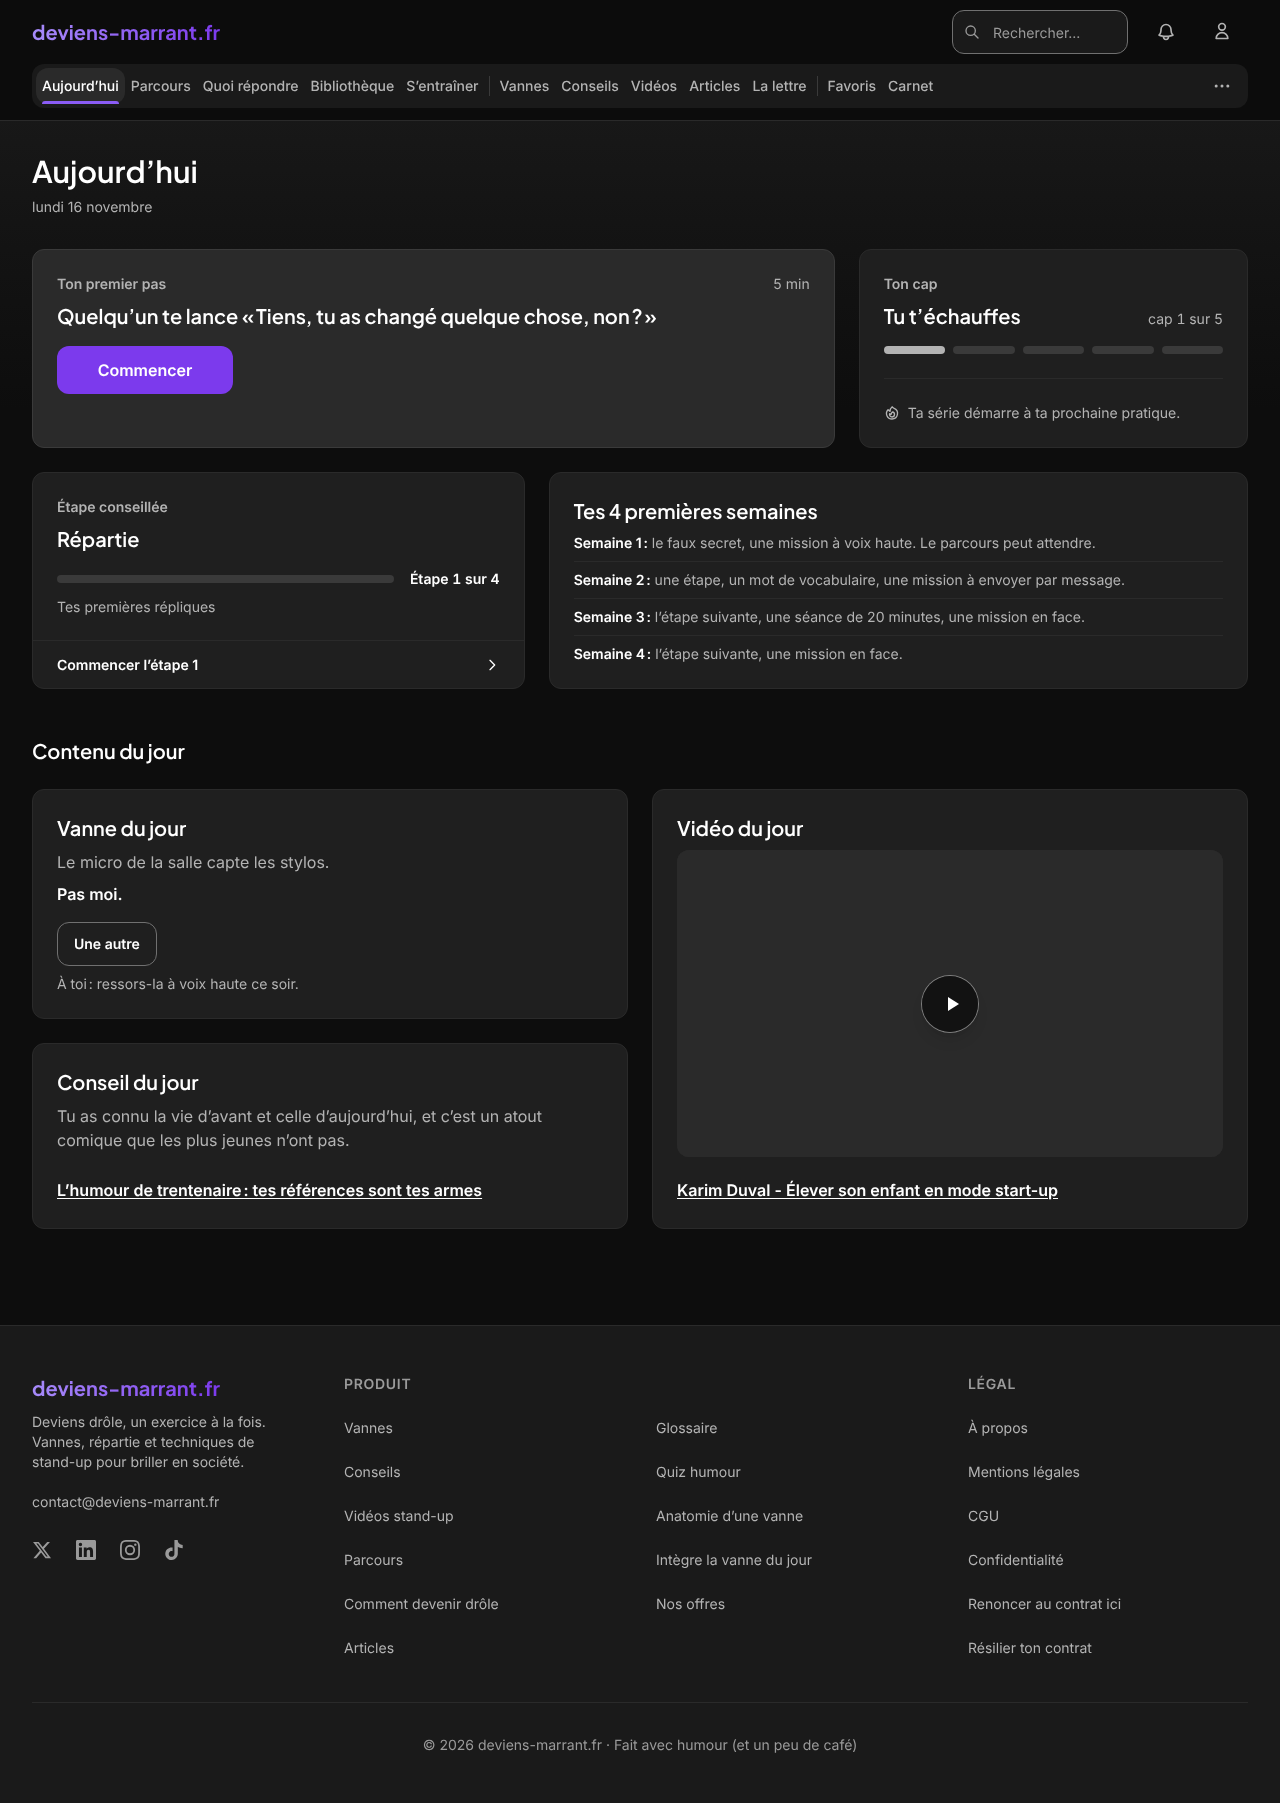 deviens-marrant.fr
Rechercher...
Aujourd’hui Parcours Quoi répondre Bibliothèque S’entraîner Vannes Conseils Vidéos Articles La lettre Favoris Carnet
Aujourd’hui
lundi 16 novembre
Ton premier pas 5 min
Quelqu’un te lance « Tiens, tu as changé quelque chose, non ? »
Commencer
Ton cap
Tu t’échauffes cap 1 sur 5
Ta série démarre à ta prochaine pratique.
Étape conseillée
Répartie
Étape 1 sur 4
Tes premières répliques
Commencer l’étape 1
Tes 4 premières semaines
Semaine 1 : le faux secret, une mission à voix haute. Le parcours peut attendre.
Semaine 2 : une étape, un mot de vocabulaire, une mission à envoyer par message.
Semaine 3 : l’étape suivante, une séance de 20 minutes, une mission en face.
Semaine 4 : l’étape suivante, une mission en face.
Contenu du jour
Vanne du jour
Le micro de la salle capte les stylos.
Pas moi.
Une autre
À toi : ressors-la à voix haute ce soir.
Conseil du jour
Tu as connu la vie d’avant et celle d’aujourd’hui, et c’est un atout
comique que les plus jeunes n’ont pas.
L’humour de trentenaire : tes références sont tes armes
Vidéo du jour
Karim Duval - Élever son enfant en mode start-up
deviens-marrant.fr
Deviens drôle, un exercice à la fois.
Vannes, répartie et techniques de
stand-up pour briller en société.
contact@deviens-marrant.fr
PRODUIT
Vannes
Conseils
Vidéos stand-up
Parcours
Comment devenir drôle
Articles
Glossaire
Quiz humour
Anatomie d’une vanne
Intègre la vanne du jour
Nos offres
LÉGAL
À propos
Mentions légales
CGU
Confidentialité
Renoncer au contrat ici
Résilier ton contrat
© 2026 deviens-marrant.fr · Fait avec humour (et un peu de café)